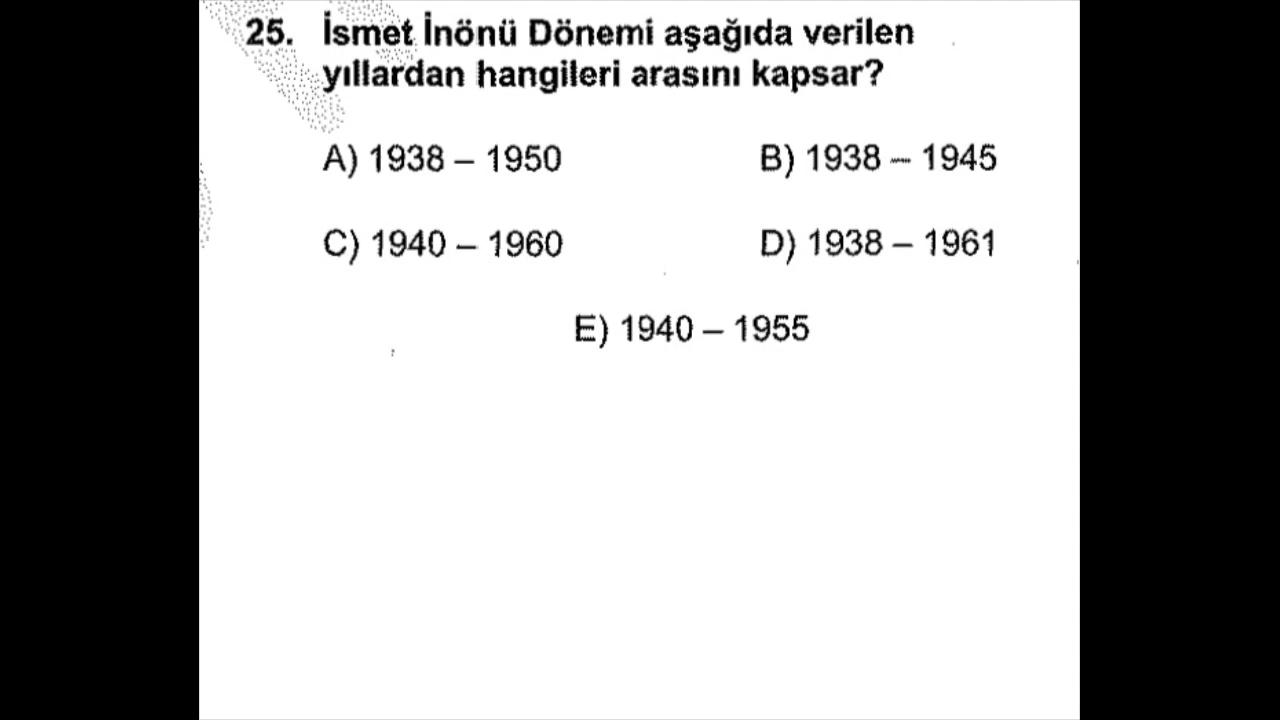 25. İsmet İnönü Dönemi aşağıda verilen
yıllardan hangileri arasını kapsar?
A) 1938 – 1950 B) 1938 – 1945
C) 1940 – 1960 D) 1938 – 1961
E) 1940 – 1955